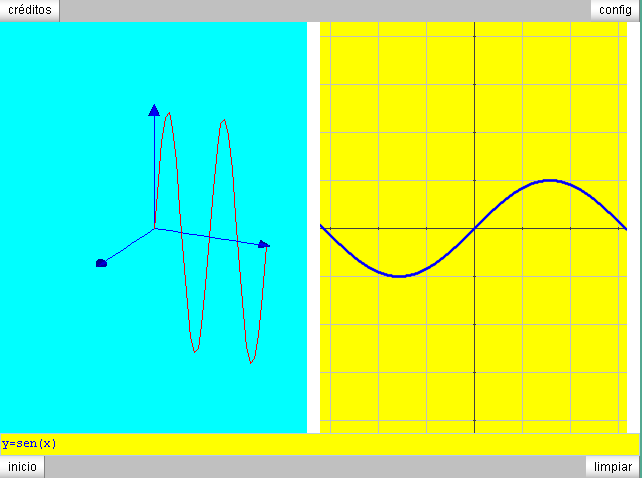 créditos
config
y=sen(x)
inicio
limpiar